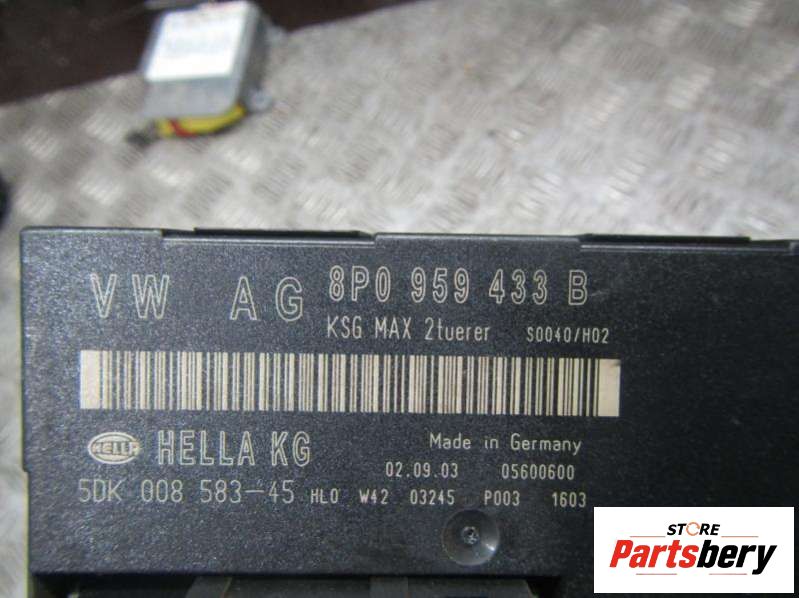 VW AG 8P0 959 433 B
KSG MAX 2tuerer S0040/H02
HELLA HELLA KG Made in Germany
02.09.03 05600600
5DK 008 583-45 HL0 W42 03245 P003 1603
STORE
Partsbery